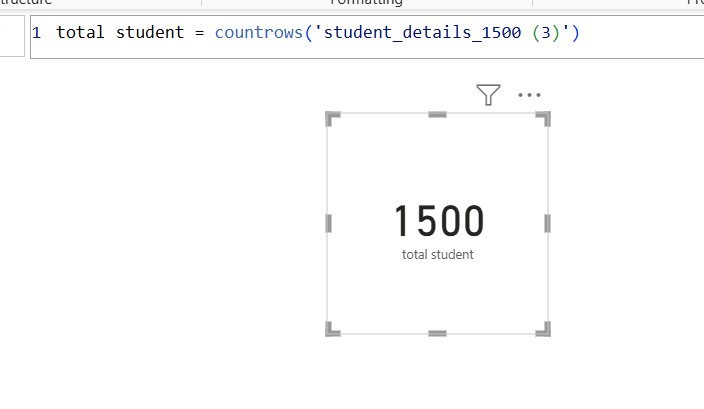 1 total student = countrows('student_details_1500 (3)')
1500
total student